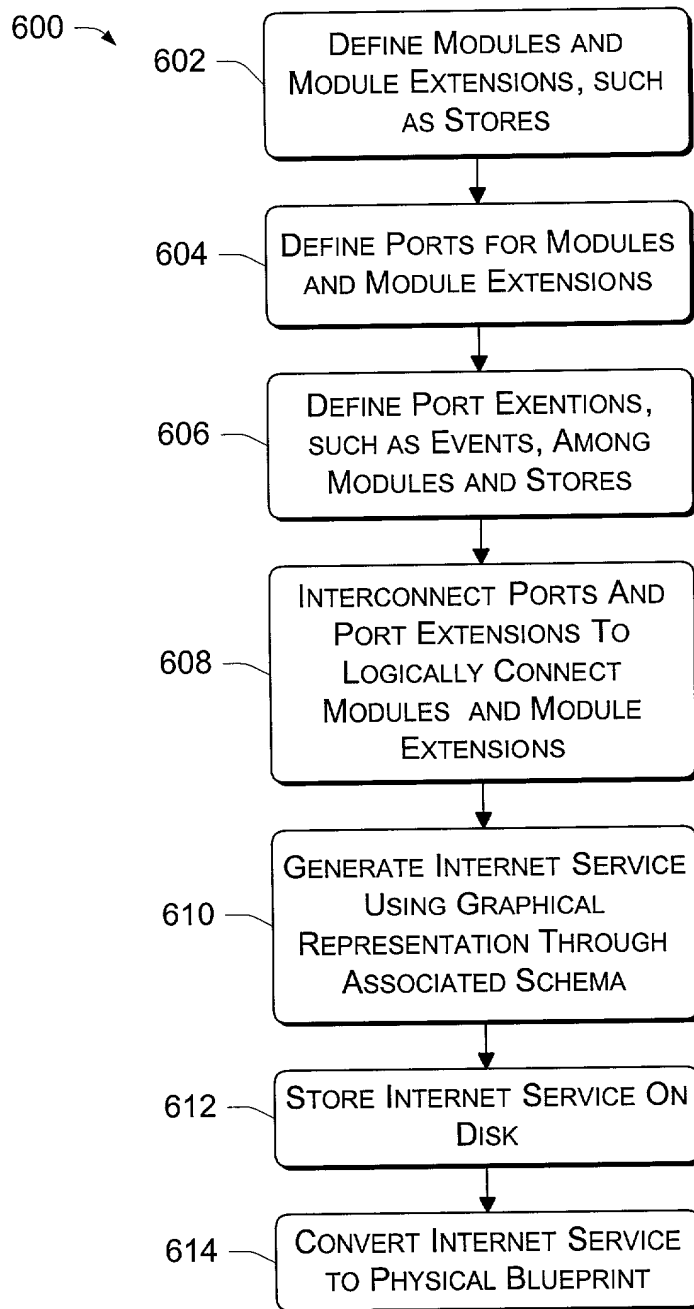 600
602
DEFINE MODULES AND
MODULE EXTENSIONS, SUCH
AS STORES
604
DEFINE PORTS FOR MODULES
AND MODULE EXTENSIONS
606
DEFINE PORT EXENTIONS,
SUCH AS EVENTS, AMONG
MODULES AND STORES
608
INTERCONNECT PORTS AND
PORT EXTENSIONS TO
LOGICALLY CONNECT
MODULES AND MODULE
EXTENSIONS
610
GENERATE INTERNET SERVICE
USING GRAPHICAL
REPRESENTATION THROUGH
ASSOCIATED SCHEMA
612
STORE INTERNET SERVICE ON
DISK
614
CONVERT INTERNET SERVICE
TO PHYSICAL BLUEPRINT